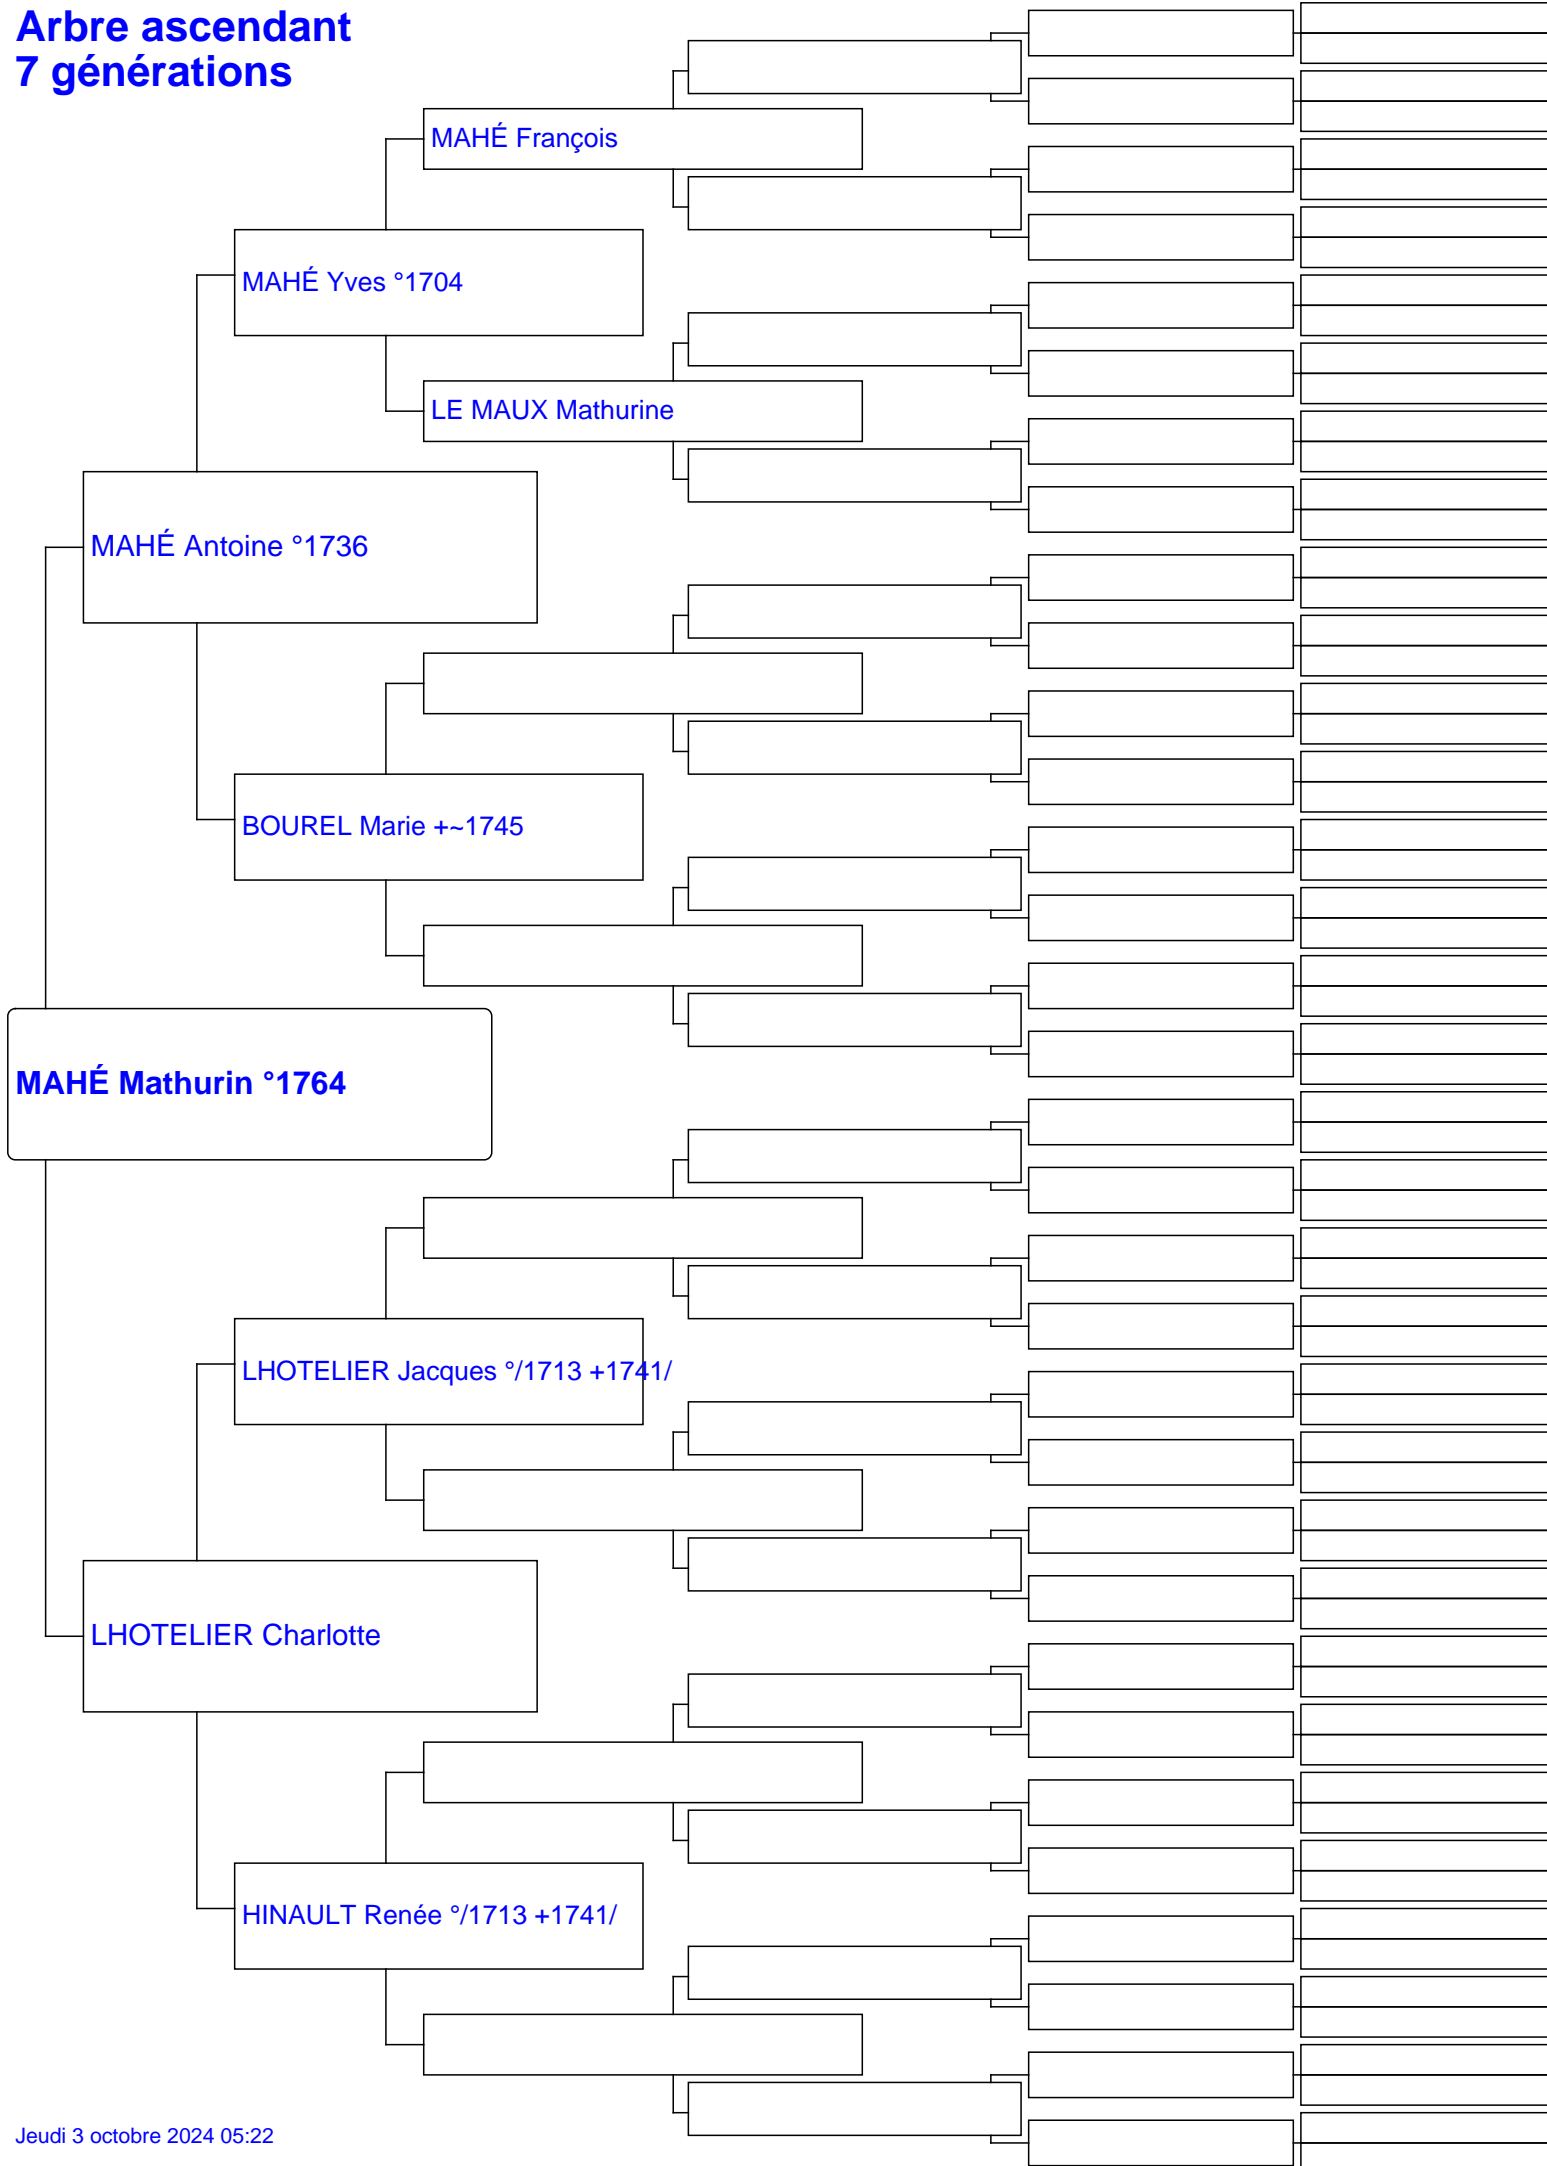 Arbre ascendant
7 générations
MAHÉ François
MAHÉ Yves °1704
LE MAUX Mathurine
MAHÉ Antoine °1736
BOUREL Marie +~1745
MAHÉ Mathurin °1764
LHOTELIER Jacques °/1713 +1741/
LHOTELIER Charlotte
HINAULT Renée °/1713 +1741/
Jeudi 3 octobre 2024 05:22